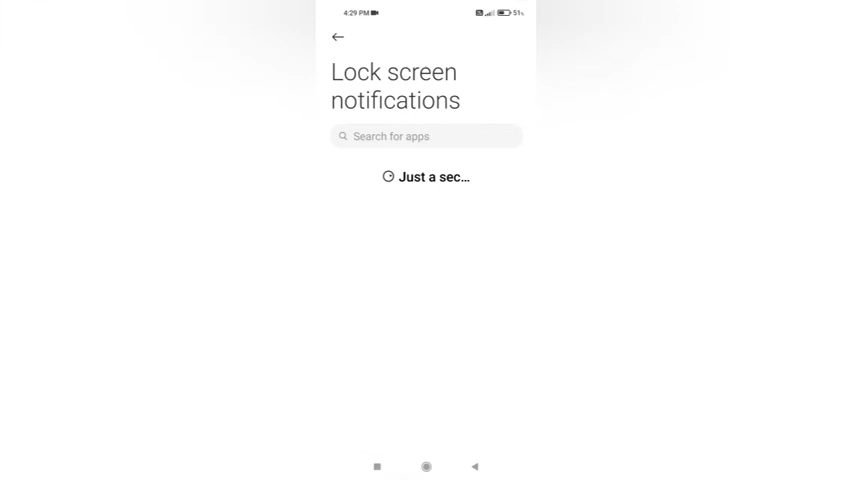 4:29 PM 51%
Lock screen
notifications
Search for apps
Just a sec...